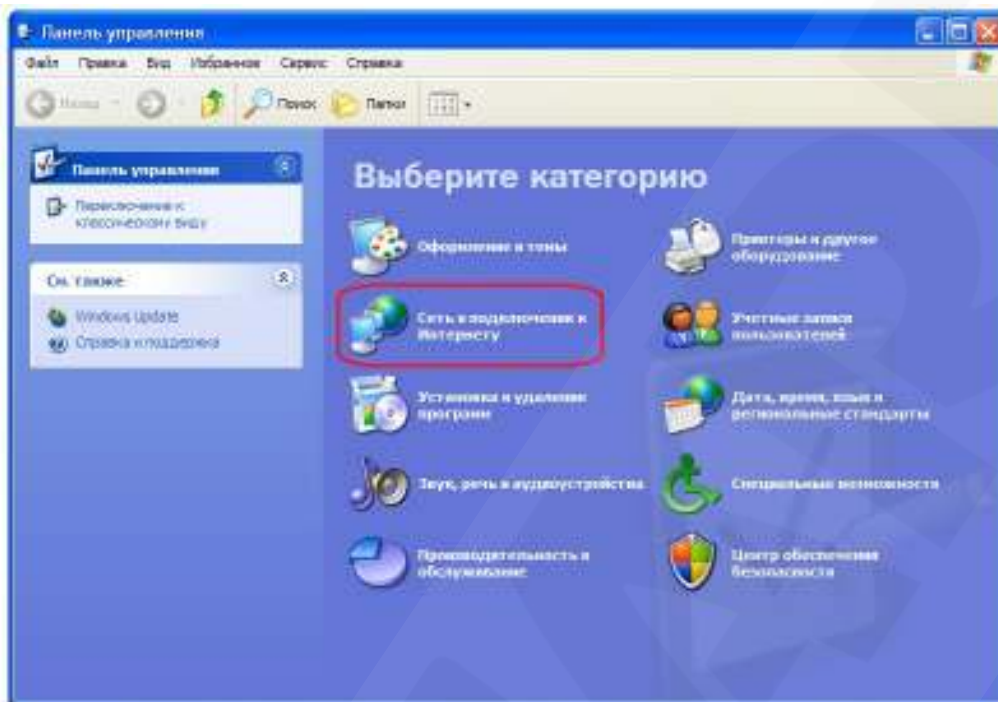 Панель управления
Файл Правка Вид Избранное Сервис Справка
Назад Поиск Папки
Панель управления
Переключение к
классическому виду
См. также
Windows Update
Справка и поддержка
Выберите категорию
Оформление и темы
Принтеры и другое
оборудование
Сеть и подключения к
Интернету
Учетные записи
пользователей
Установка и удаление
программ
Дата, время, язык и
региональные стандарты
Звук, речь и аудиоустройства
Специальные возможности
Производительность и
обслуживание
Центр обеспечения
безопасности